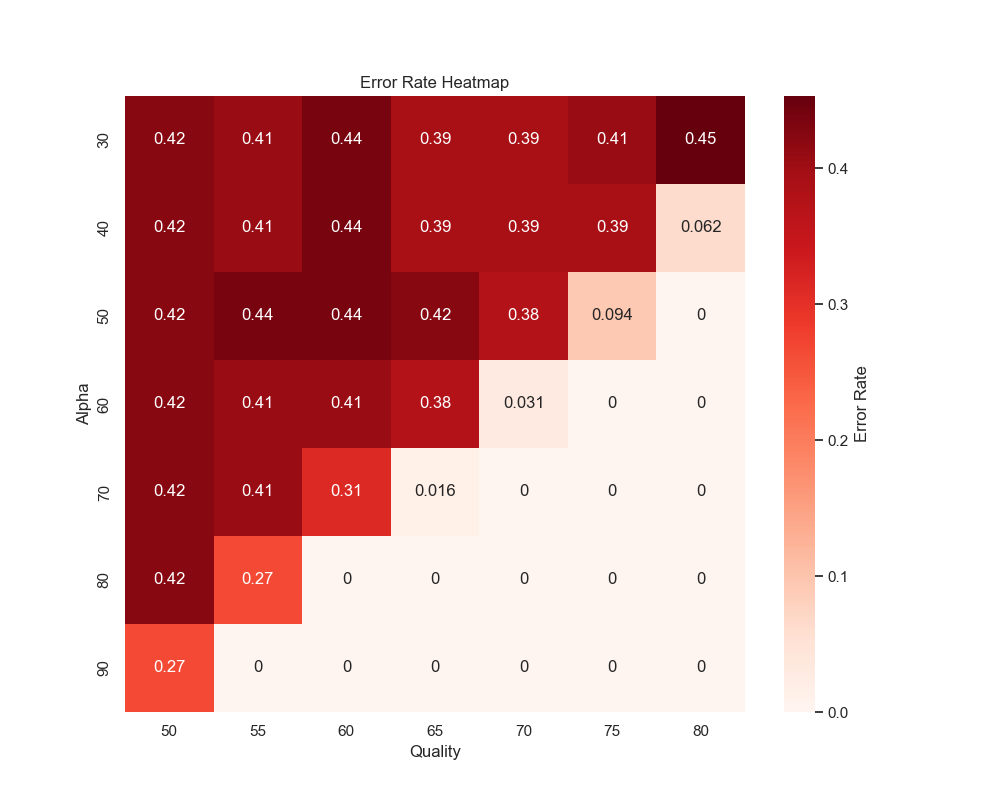 Error Rate Heatmap
30 0.42 0.41 0.44 0.39 0.39 0.41 0.45
40 0.42 0.41 0.44 0.39 0.39 0.39 0.062
50 0.42 0.44 0.44 0.42 0.38 0.094 0
60 0.42 0.41 0.41 0.38 0.031 0 0
70 0.42 0.41 0.31 0.016 0 0 0
80 0.42 0.27 0 0 0 0 0
90 0.27 0 0 0 0 0 0
50 55 60 65 70 75 80
Quality
Alpha
0.4
0.3
0.2
0.1
0.0
Error Rate